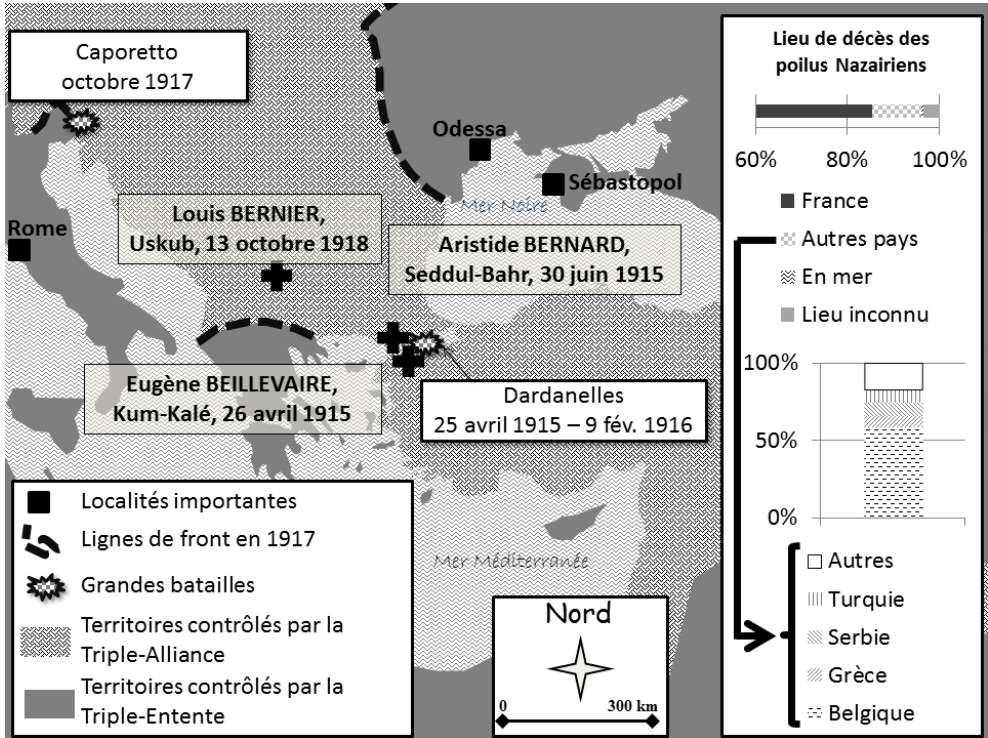 Caporetto
octobre 1917
Odessa
Sébastopol
Mer Noire
Rome
Louis BERNIER,
Uskub, 13 octobre 1918
Aristide BERNARD,
Seddul-Bahr, 30 juin 1915
Eugène BEILLEVAIRE,
Kum-Kalé, 26 avril 1915
Dardanelles
25 avril 1915 – 9 fév. 1916
Mer Méditerranée
Localités importantes
Lignes de front en 1917
Grandes batailles
Territoires contrôlés par la
Triple-Alliance
Territoires contrôlés par la
Triple-Entente
Nord
0 300 km
Lieu de décès des
poilus Nazairiens
60% 80% 100%
France
Autres pays
En mer
Lieu inconnu
100%
50%
0%
Autres
Turquie
Serbie
Grèce
Belgique